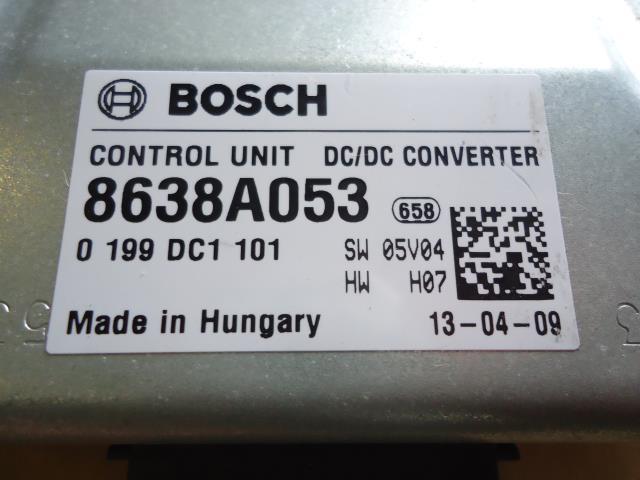 BOSCH
CONTROL UNIT DC/DC CONVERTER
8638A053 658
0 199 DC1 101 SW 05V04
HW H07
Made in Hungary 13-04-09